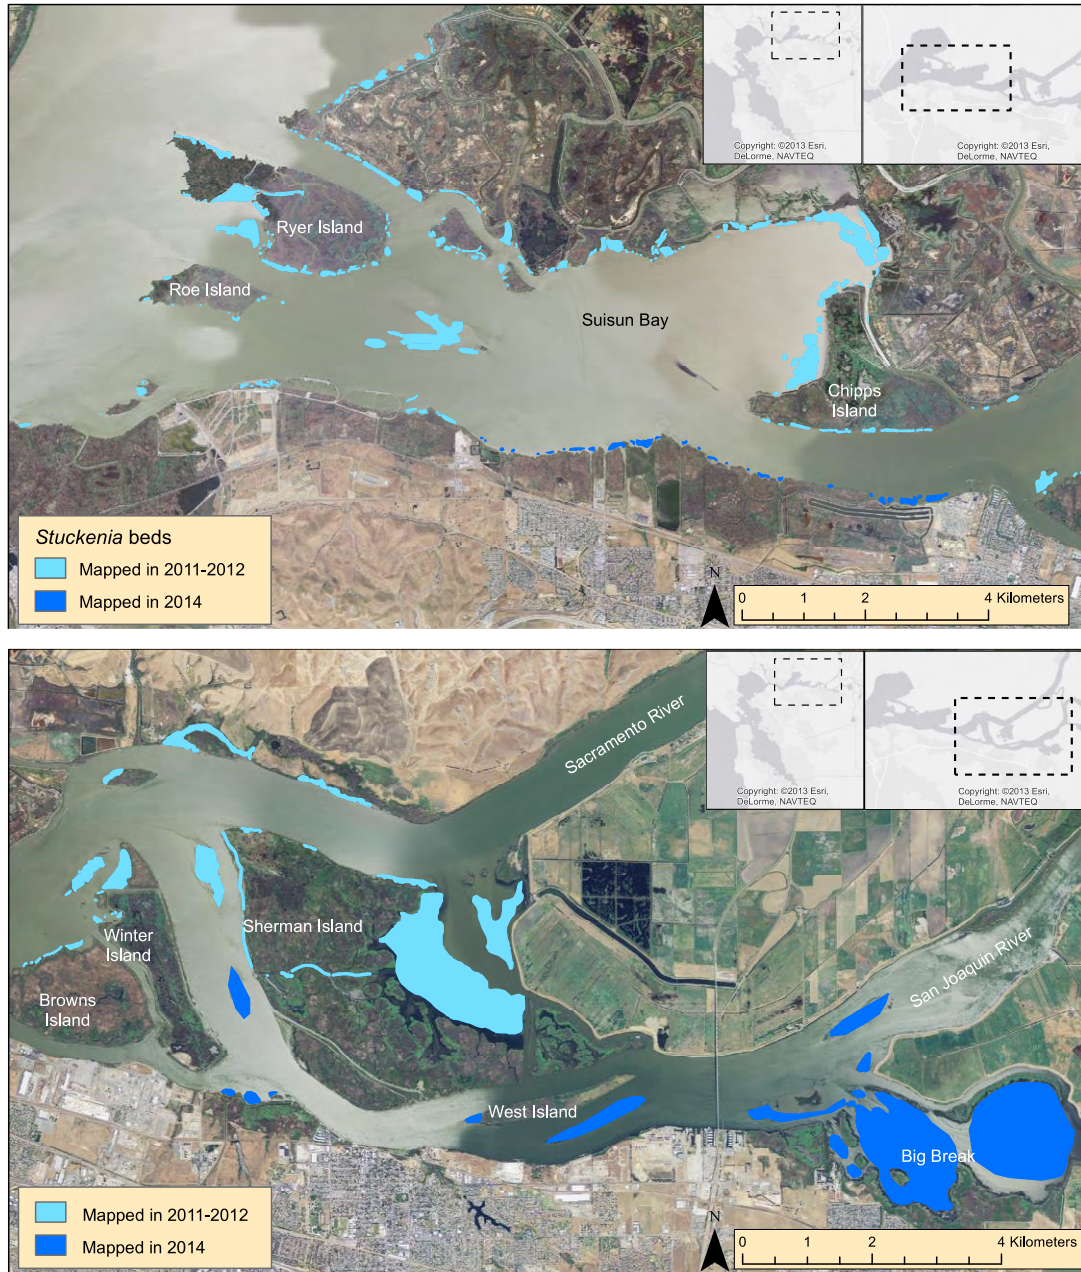 Copyright: ©2013 Esri,
DeLorme, NAVTEQ
Copyright: ©2013 Esri,
DeLorme, NAVTEQ
Ryer Island
Roe Island
Suisun Bay
Chipps
Island
Stuckenia beds
Mapped in 2011-2012
Mapped in 2014
N
0 1 2 4 Kilometers
Copyright: ©2013 Esri,
DeLorme, NAVTEQ
Copyright: ©2013 Esri,
DeLorme, NAVTEQ
Sacramento River
Sherman Island
Winter
Island
San Joaquin River
Browns
Island
West Island
Big Break
Mapped in 2011-2012
Mapped in 2014
N
0 1 2 4 Kilometers